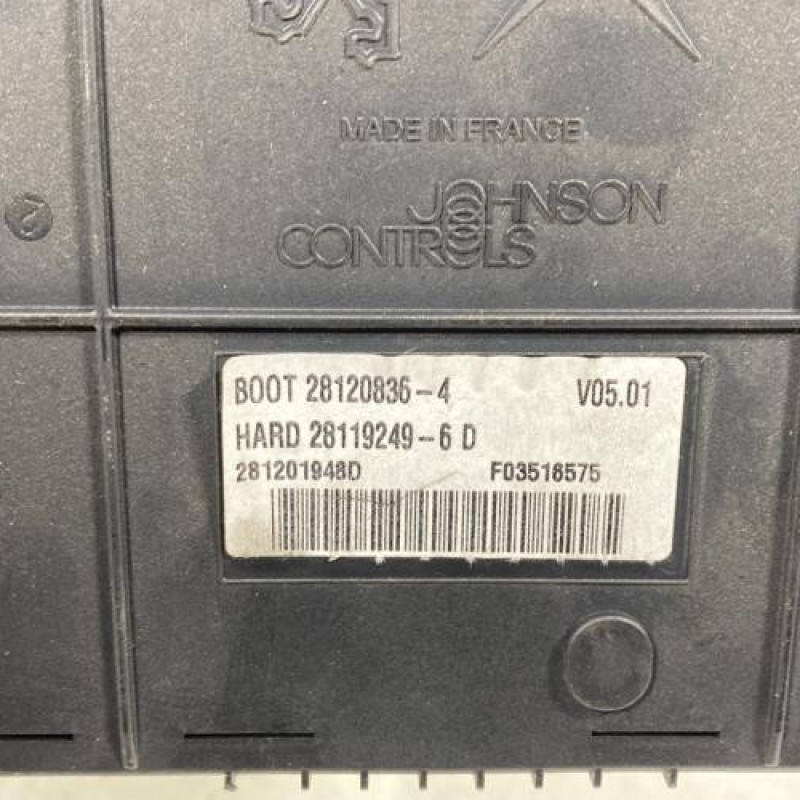 MADE IN FRANCE
JOHNSON
CONTROLS
BOOT 28120836-4 V05.01
HARD 28119249-6 D
281201948D F03518575